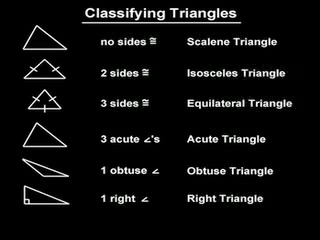 Classifying Triangles
no sides ≅ Scalene Triangle
2 sides ≅ Isosceles Triangle
3 sides ≅ Equilateral Triangle
3 acute ∠'s Acute Triangle
1 obtuse ∠ Obtuse Triangle
1 right ∠ Right Triangle